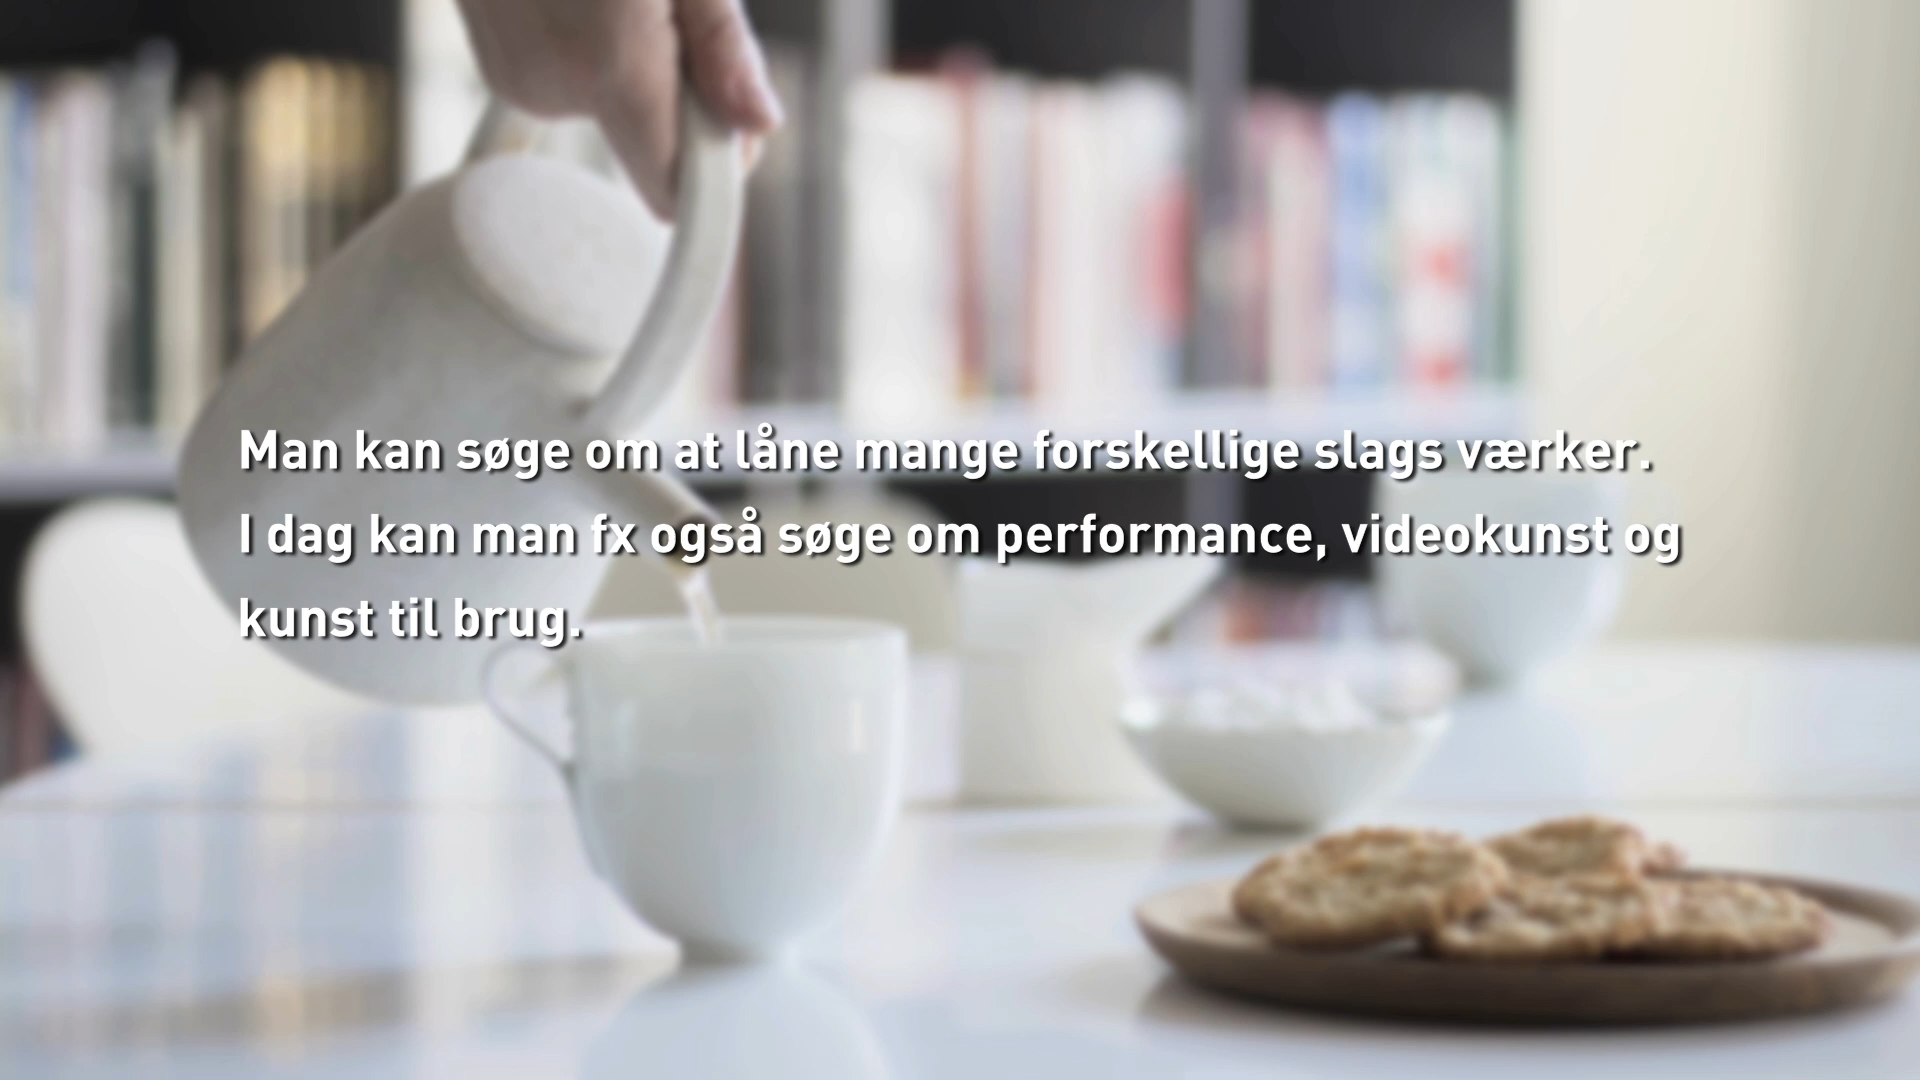 Man kan søge om at låne mange forskellige slags værker.
I dag kan man fx også søge om performance, videokunst og
kunst til brug.